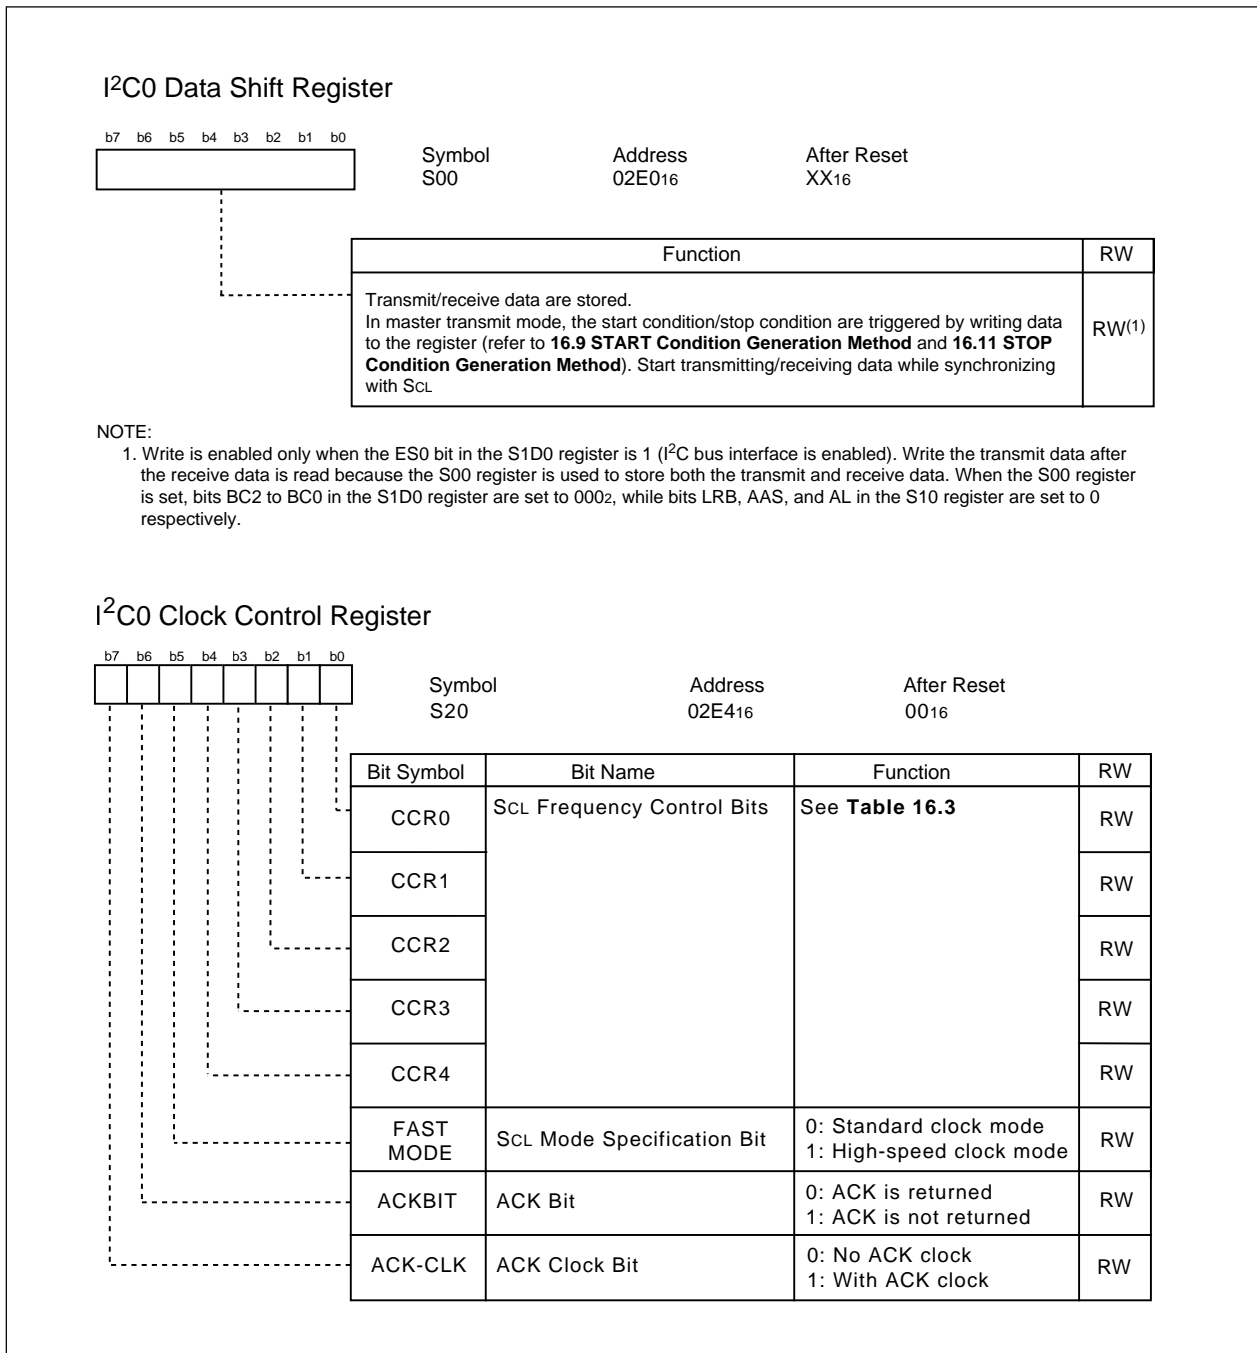 I2C0 Data Shift Register
b7 b6 b5 b4 b3 b2 b1 b0
Symbol Address After Reset
S00 02E016 XX16
Function RW
Transmit/receive data are stored.
In master transmit mode, the start condition/stop condition are triggered by writing data
to the register (refer to 16.9 START Condition Generation Method and 16.11 STOP
Condition Generation Method). Start transmitting/receiving data while synchronizing
with SCL
RW(1)
NOTE:
1. Write is enabled only when the ES0 bit in the S1D0 register is 1 (I2C bus interface is enabled). Write the transmit data after
the receive data is read because the S00 register is used to store both the transmit and receive data. When the S00 register
is set, bits BC2 to BC0 in the S1D0 register are set to 0002, while bits LRB, AAS, and AL in the S10 register are set to 0
respectively.
I2C0 Clock Control Register
b7 b6 b5 b4 b3 b2 b1 b0
Symbol Address After Reset
S20 02E416 0016
Bit Symbol Bit Name Function RW
CCR0 SCL Frequency Control Bits See Table 16.3 RW
CCR1 RW
CCR2 RW
CCR3 RW
CCR4 RW
FAST
MODE
SCL Mode Specification Bit
0: Standard clock mode
1: High-speed clock mode
RW
ACKBIT ACK Bit
0: ACK is returned
1: ACK is not returned
RW
ACK-CLK ACK Clock Bit
0: No ACK clock
1: With ACK clock
RW